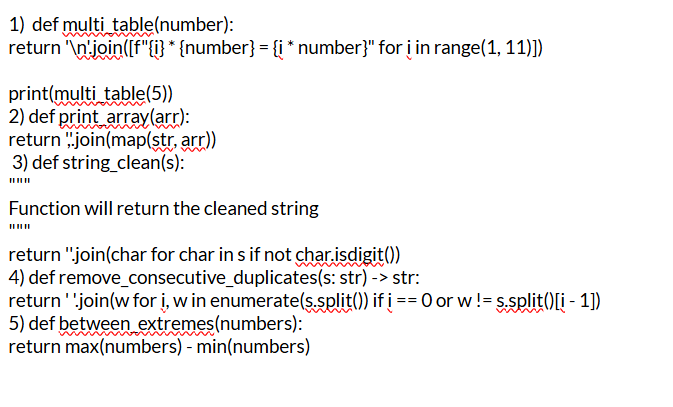 1) def multi_table(number):
return '\n'.join([f"{i} * {number} = {i * number}" for i in range(1, 11)])
print(multi_table(5))
2) def print_array(arr):
return ','.join(map(str, arr))
3) def string_clean(s):
"""
Function will return the cleaned string
"""
return ''.join(char for char in s if not char.isdigit())
4) def remove_consecutive_duplicates(s: str) -> str:
return ' '.join(w for i, w in enumerate(s.split()) if i == 0 or w != s.split()[i - 1])
5) def between_extremes(numbers):
return max(numbers) - min(numbers)